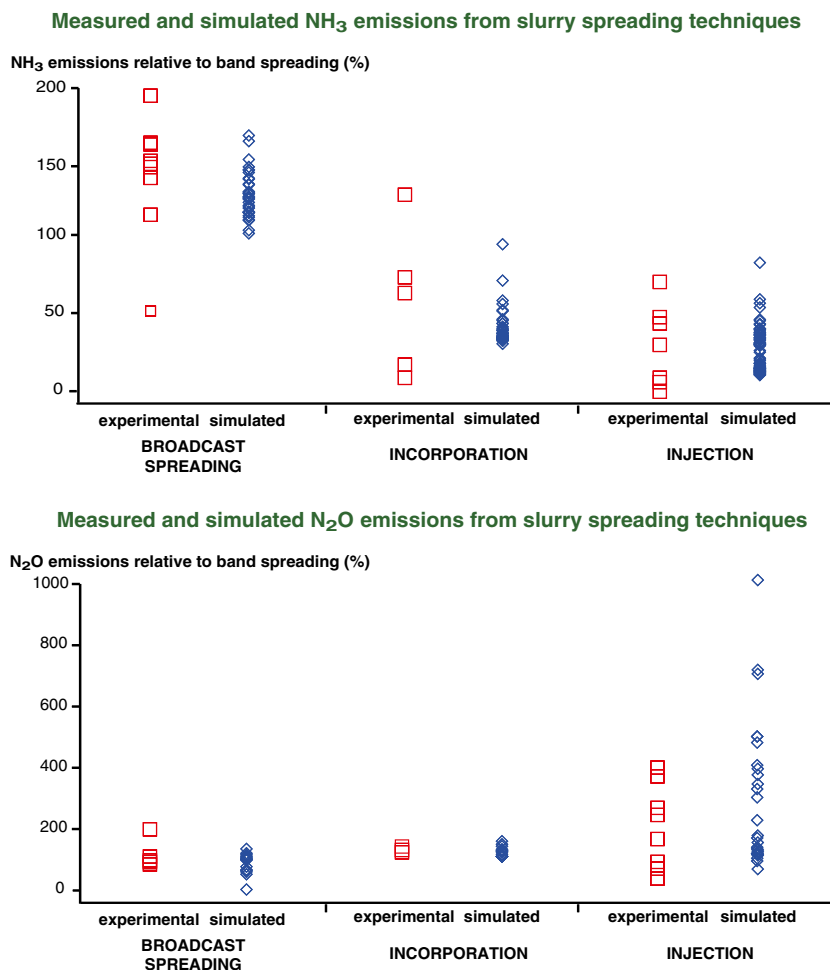 Measured and simulated NH3 emissions from slurry spreading techniques
NH3 emissions relative to band spreading (%)
200
150
100
50
0
experimental simulated experimental simulated experimental simulated
BROADCAST SPREADING
INCORPORATION
INJECTION
Measured and simulated N2O emissions from slurry spreading techniques
N2O emissions relative to band spreading (%)
1000
800
600
400
200
0
experimental simulated experimental simulated experimental simulated
BROADCAST SPREADING
INCORPORATION
INJECTION